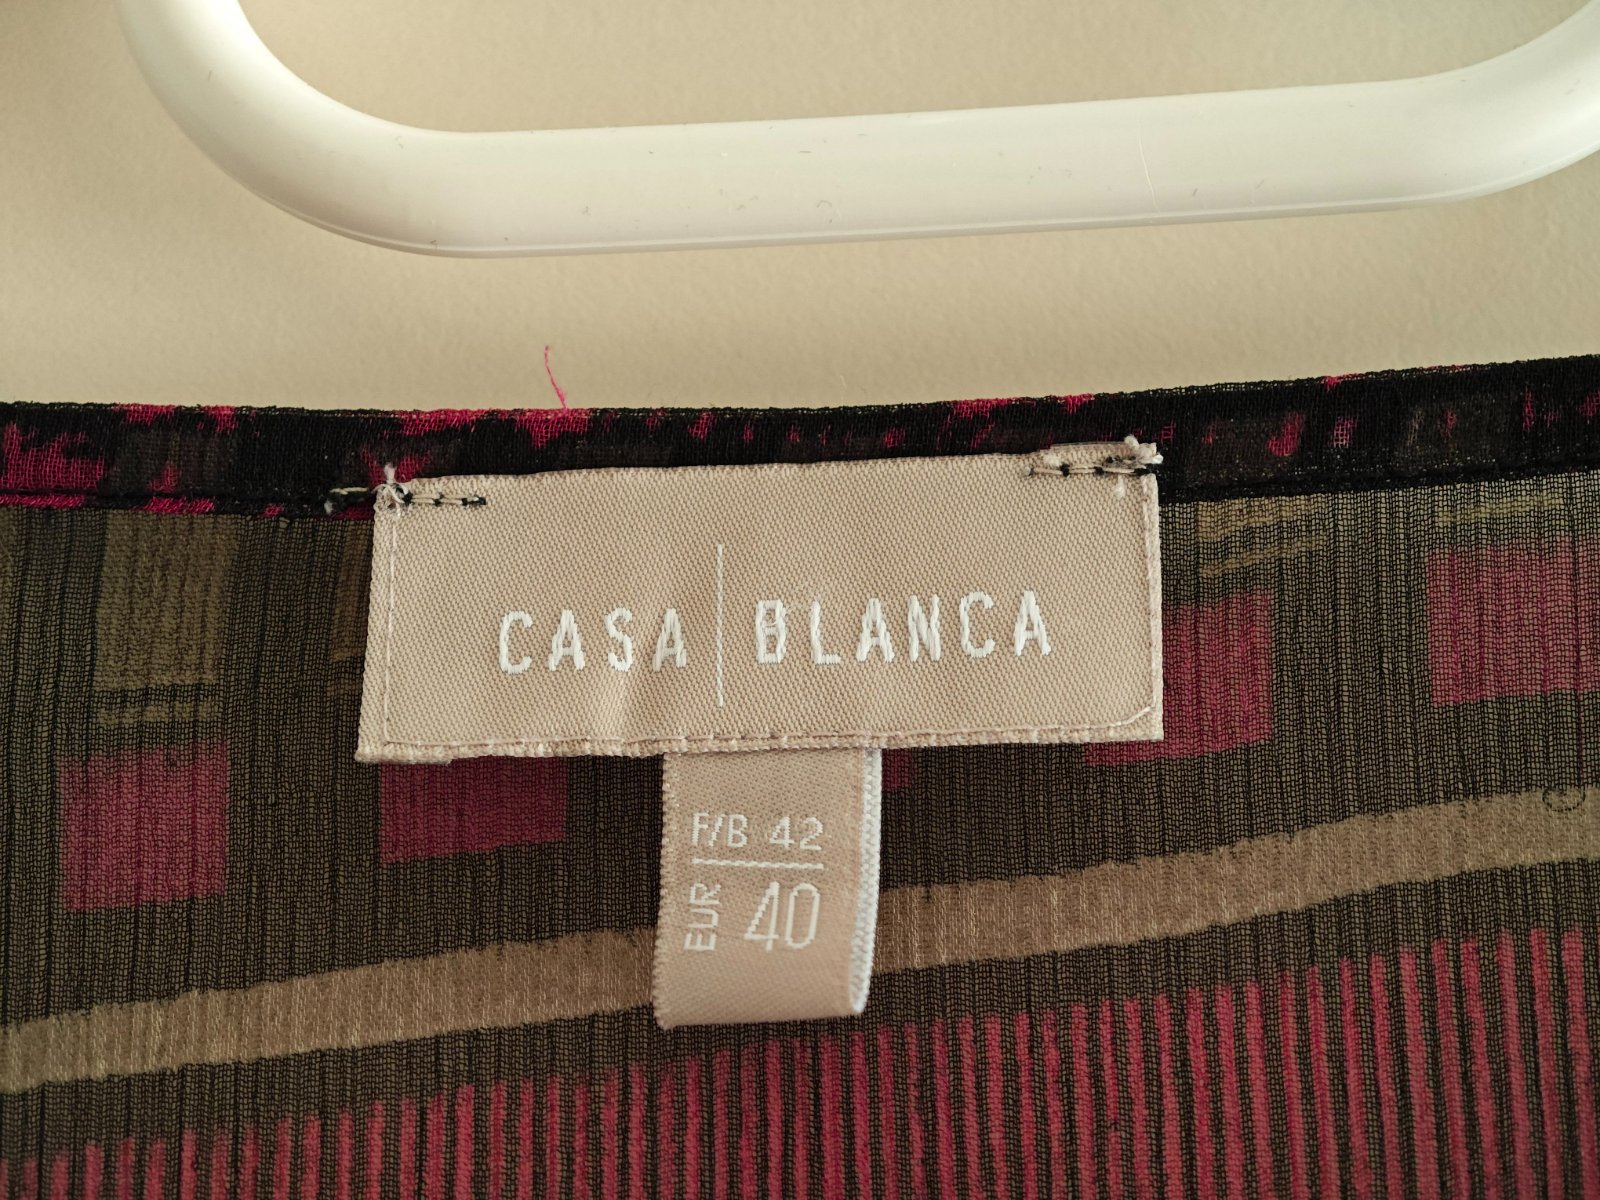 CASA | BLANCA
F/B 42
EUR 40